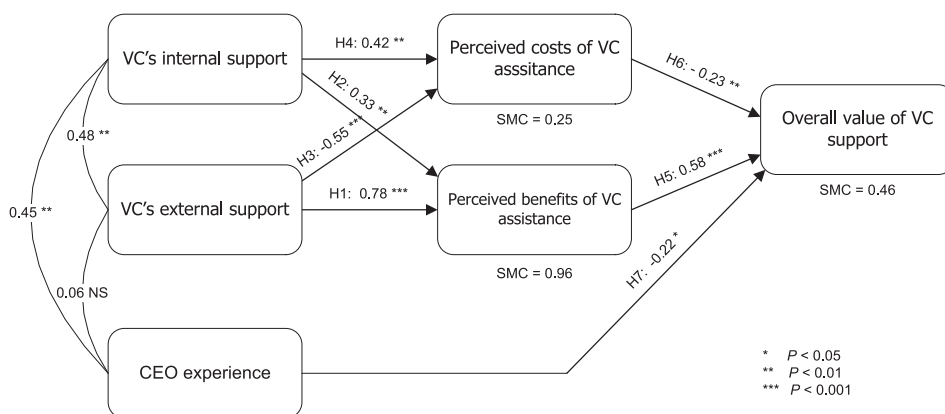 VC's internal support
H4: 0.42 **
Perceived costs of VC
asssitance
H6: - 0.23 **
H2: 0.33 **
SMC = 0.25
Overall value of VC
support
0.48 **
H3: -0.55 ***
VC's external support
H1: 0.78 ***
Perceived benefits of VC
assistance
H5: 0.58 ***
SMC = 0.46
0.45 **
SMC = 0.96
H7: -0.22 *
0.06 NS
CEO experience
* P < 0.05
** P < 0.01
*** P < 0.001